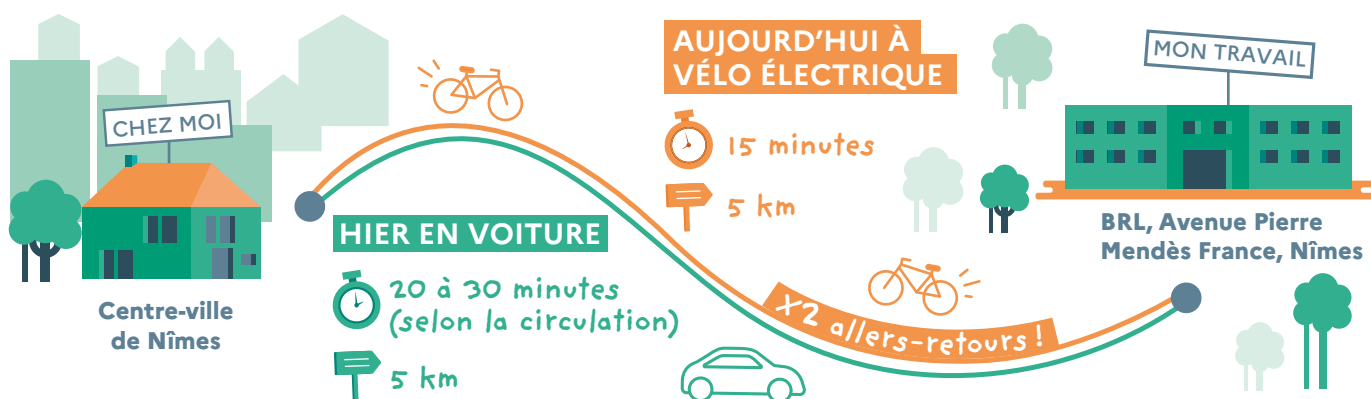 CHEZ MOI
Centre-ville
de Nîmes
HIER EN VOITURE
20 à 30 minutes
(selon la circulation)
5 km
AUJOURD'HUI À
VÉLO ÉLECTRIQUE
15 minutes
5 km
x2 allers-retours !
MON TRAVAIL
BRL, Avenue Pierre
Mendès France, Nîmes